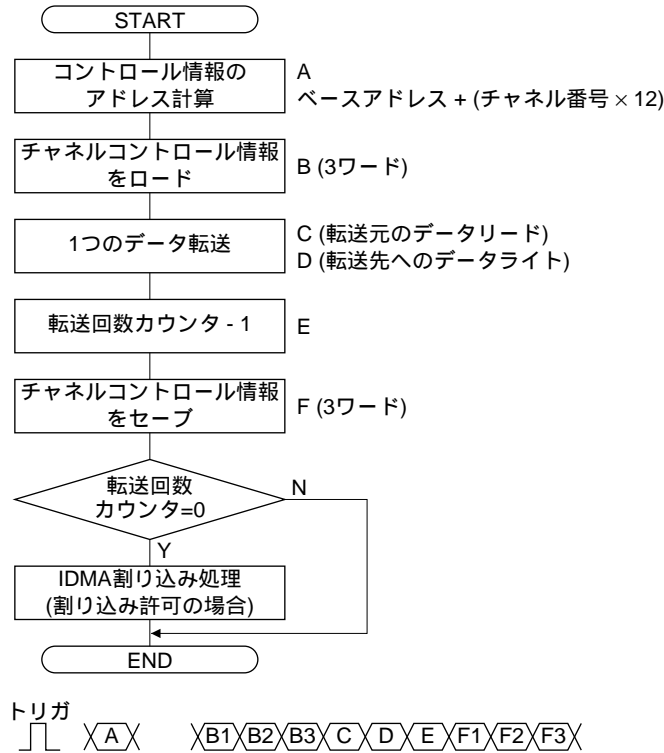 START
コントロール情報の
アドレス計算
A
ベースアドレス + (チャネル番号 × 12)
チャネルコントロール情報
をロード
B (3ワード)
1つのデータ転送
C (転送元のデータリード)
D (転送先へのデータライト)
転送回数カウンタ - 1
E
チャネルコントロール情報
をセーブ
F (3ワード)
転送回数
カウンタ=0
N
Y
IDMA割り込み処理
(割り込み許可の場合)
END
トリガ
A B1 B2 B3 C D E F1 F2 F3